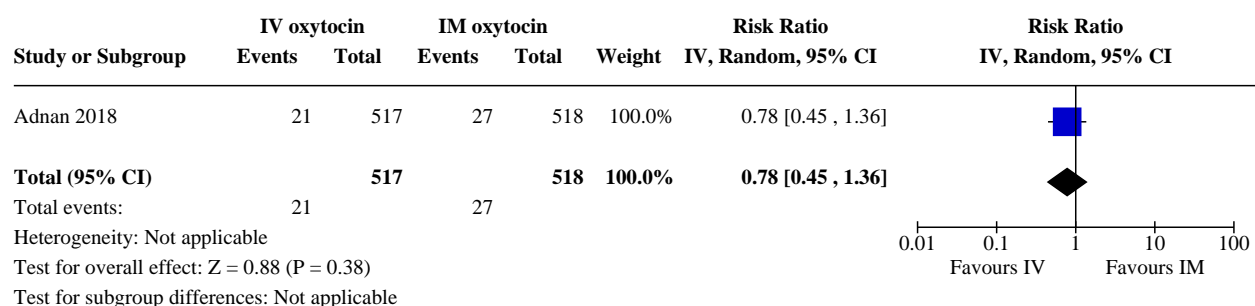 IV oxytocin IM oxytocin Risk Ratio Risk Ratio
Study or Subgroup Events Total Events Total Weight IV, Random, 95% CI IV, Random, 95% CI
Adnan 2018 21 517 27 518 100.0% 0.78 [0.45 , 1.36]
Total (95% CI) 517 518 100.0% 0.78 [0.45 , 1.36]
Total events: 21 27
Heterogeneity: Not applicable
0.01 0.1 1 10 100
Test for overall effect: Z = 0.88 (P = 0.38)
Favours IV Favours IM
Test for subgroup differences: Not applicable